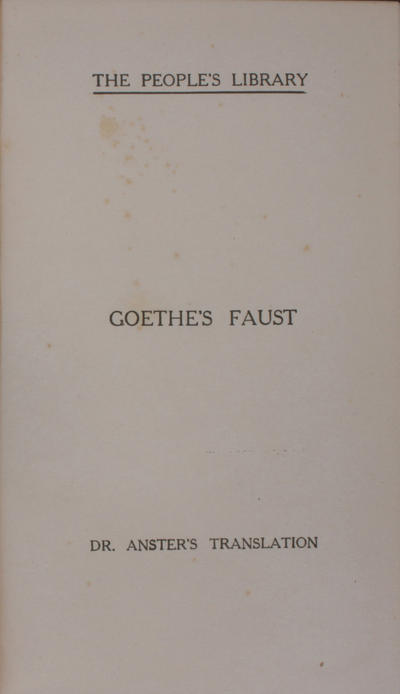 THE PEOPLE'S LIBRARY
GOETHE'S FAUST
DR. ANSTER'S TRANSLATION